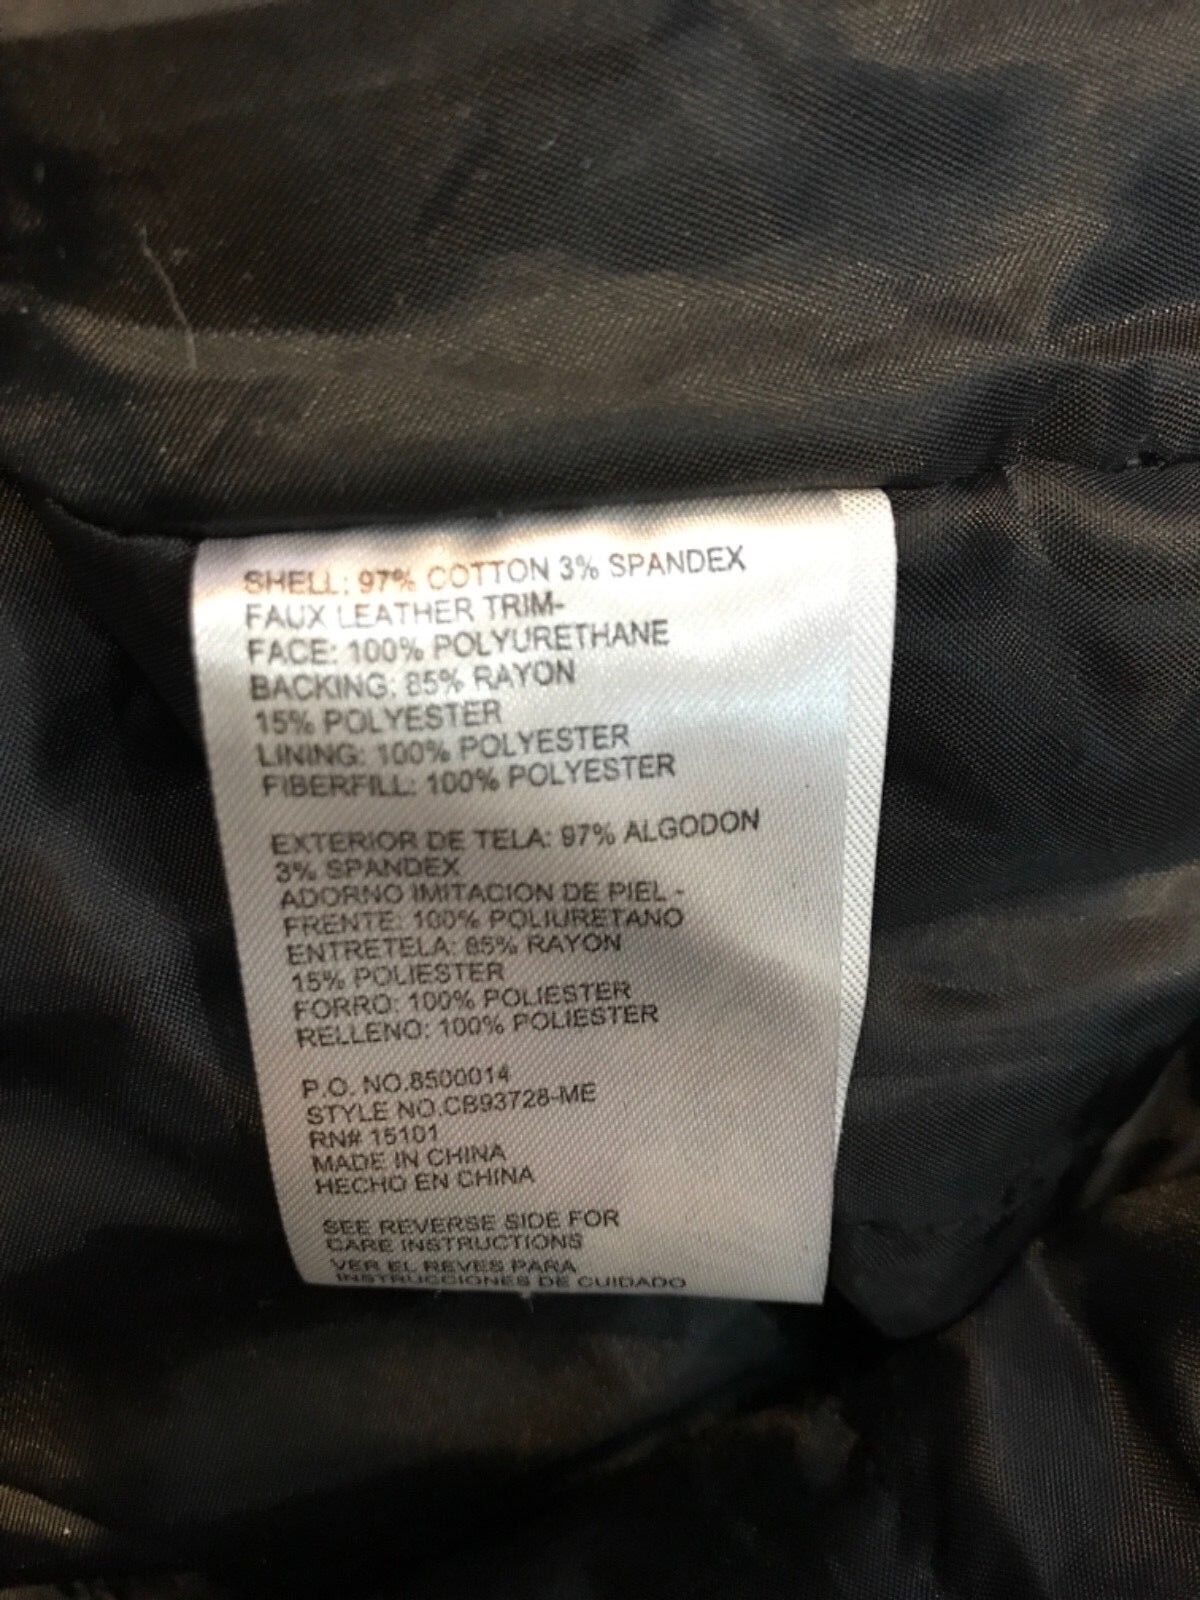 SHELL: 97% COTTON 3% SPANDEX
FAUX LEATHER TRIM-
FACE: 100% POLYURETHANE
BACKING: 85% RAYON
15% POLYESTER
LINING: 100% POLYESTER
FIBERFILL: 100% POLYESTER
EXTERIOR DE TELA: 97% ALGODON
3% SPANDEX
ADORNO IMITACION DE PIEL -
FRENTE: 100% POLIURETANO
ENTRETELA: 85% RAYON
15% POLIESTER
FORRO: 100% POLIESTER
RELLENO: 100% POLIESTER
P.O. NO.8500014
STYLE NO.CB93728-ME
RN# 15101
MADE IN CHINA
HECHO EN CHINA
SEE REVERSE SIDE FOR
CARE INSTRUCTIONS
VER EL REVES PARA
INSTRUCCIONES DE CUIDADO